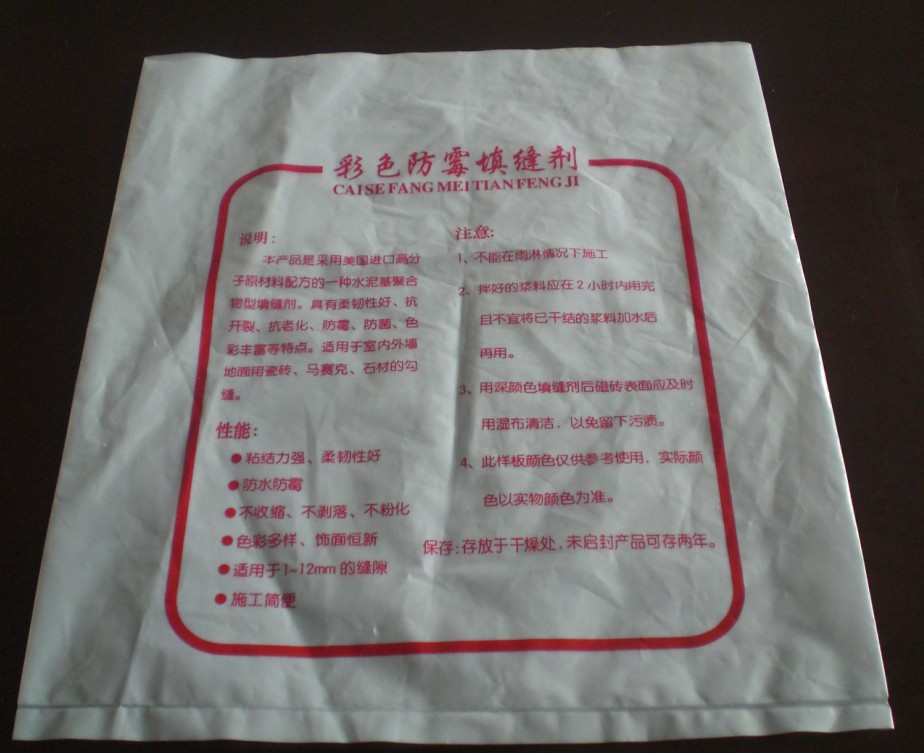 彩色防霉填缝剂
CAISE FANG MEI TIAN FENG JI
说明：
本产品是采用美国进口高分
子原材料配方的一种水泥基聚合
物型填缝剂。具有柔韧性好、抗
开裂、抗老化、防霉、防菌、色
彩丰富等特点。适用于室内外墙
地面用瓷砖、马赛克、石材的勾
缝。
性能：
●粘结力强、柔韧性好
●防水防霉
●不收缩、不剥落、不粉化
●色彩多样、饰面恒新
●适用于1~12mm 的缝隙
●施工简便
注意:
1、不能在雨淋情况下施工
2、拌好的浆料应在 2 小时内用完
且不宜将已干结的浆料加水后
再用。
3、用深颜色填缝剂后磁砖表面应及时
用湿布清洁，以免留下污渍。
4、此样板颜色仅供参考使用，实际颜
色以实物颜色为准。
保存:存放于干燥处,未启封产品可存两年。